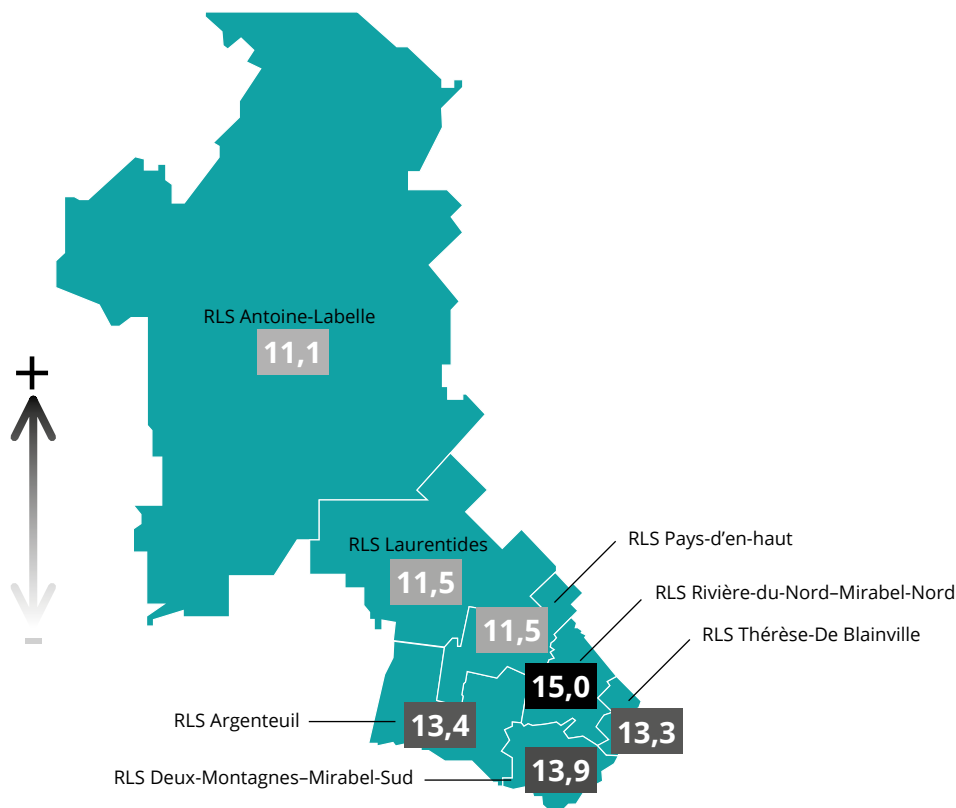 RLS Antoine-Labelle
11,1
+
-
RLS Laurentides
11,5
RLS Pays-d'en-haut
11,5
RLS Rivière-du-Nord–Mirabel-Nord
15,0
RLS Thérèse-De Blainville
13,3
RLS Argenteuil
13,4
RLS Deux-Montagnes–Mirabel-Sud
13,9